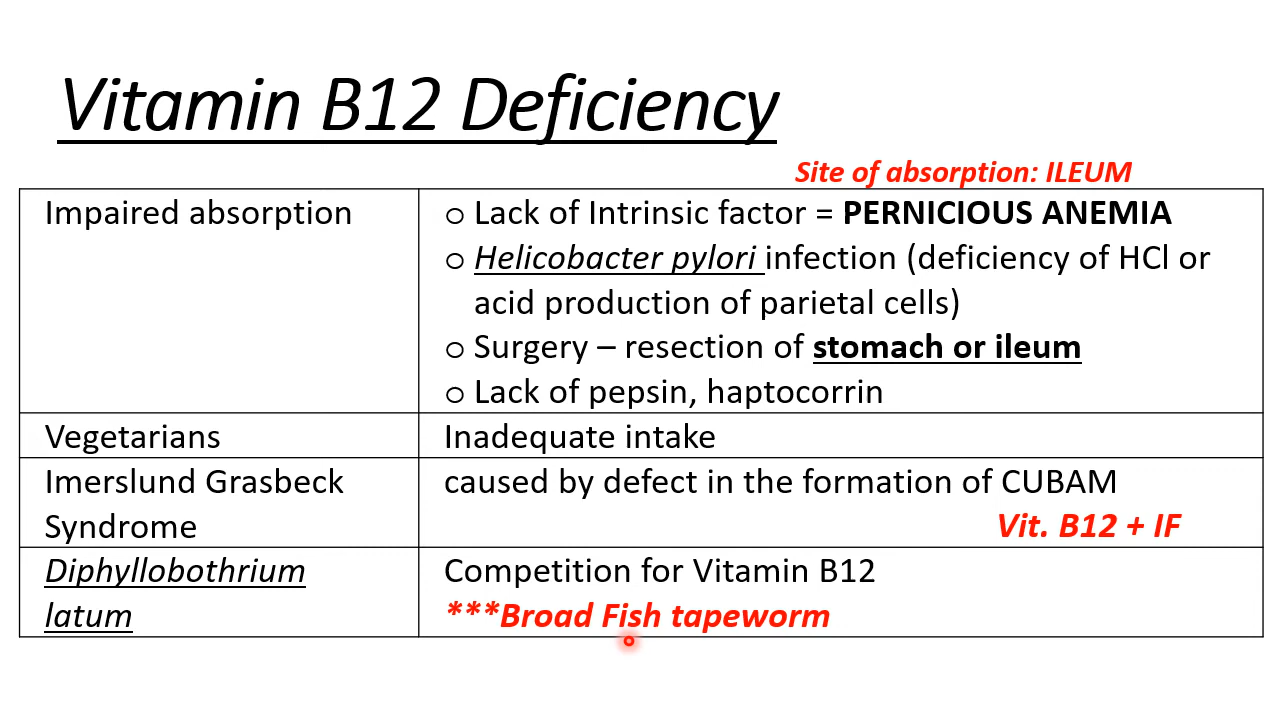 Vitamin B12 Deficiency
Site of absorption: ILEUM
Impaired absorption
o Lack of Intrinsic factor = PERNICIOUS ANEMIA
o Helicobacter pylori infection (deficiency of HCl or
acid production of parietal cells)
o Surgery – resection of stomach or ileum
o Lack of pepsin, haptocorrin
Vegetarians
Inadequate intake
Imerslund Grasbeck
Syndrome
caused by defect in the formation of CUBAM
Vit. B12 + IF
Diphyllobothrium
latum
Competition for Vitamin B12
***Broad Fish tapeworm